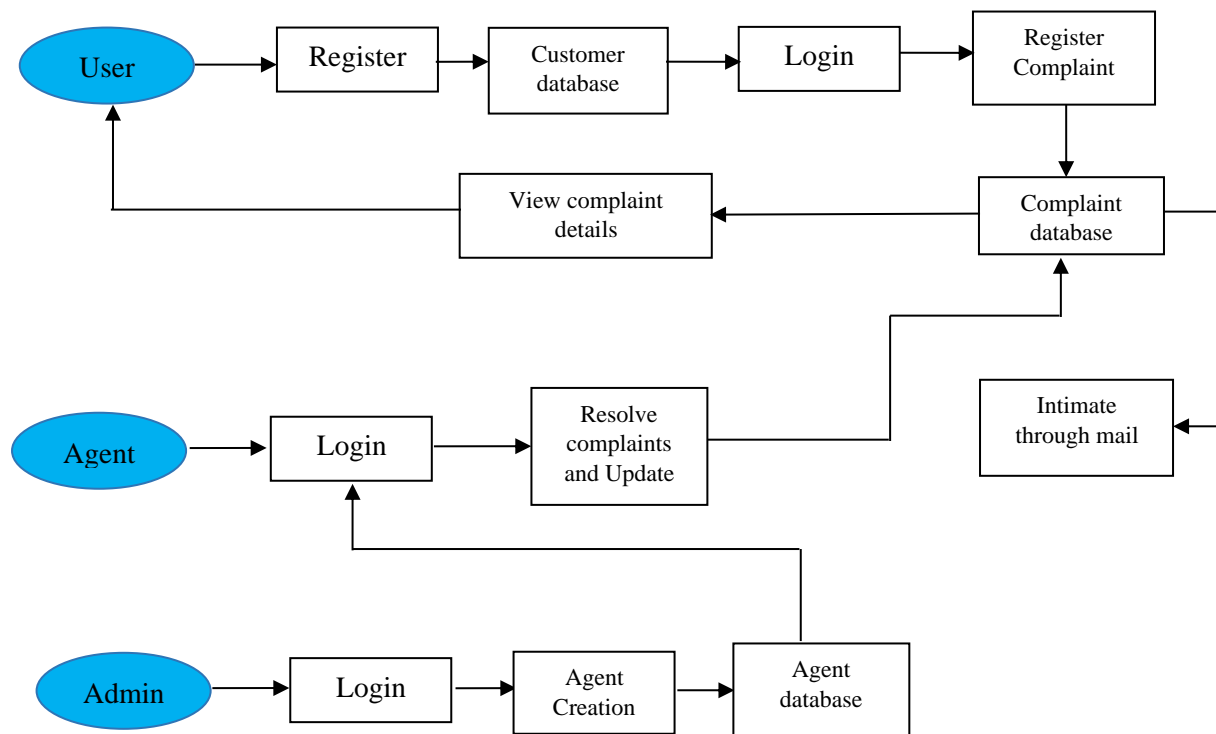 User
Register
Customer
database
Login
Register
Complaint
View complaint
details
Complaint
database
Agent
Login
Resolve
complaints
and Update
Intimate
through mail
Admin
Login
Agent
Creation
Agent
database